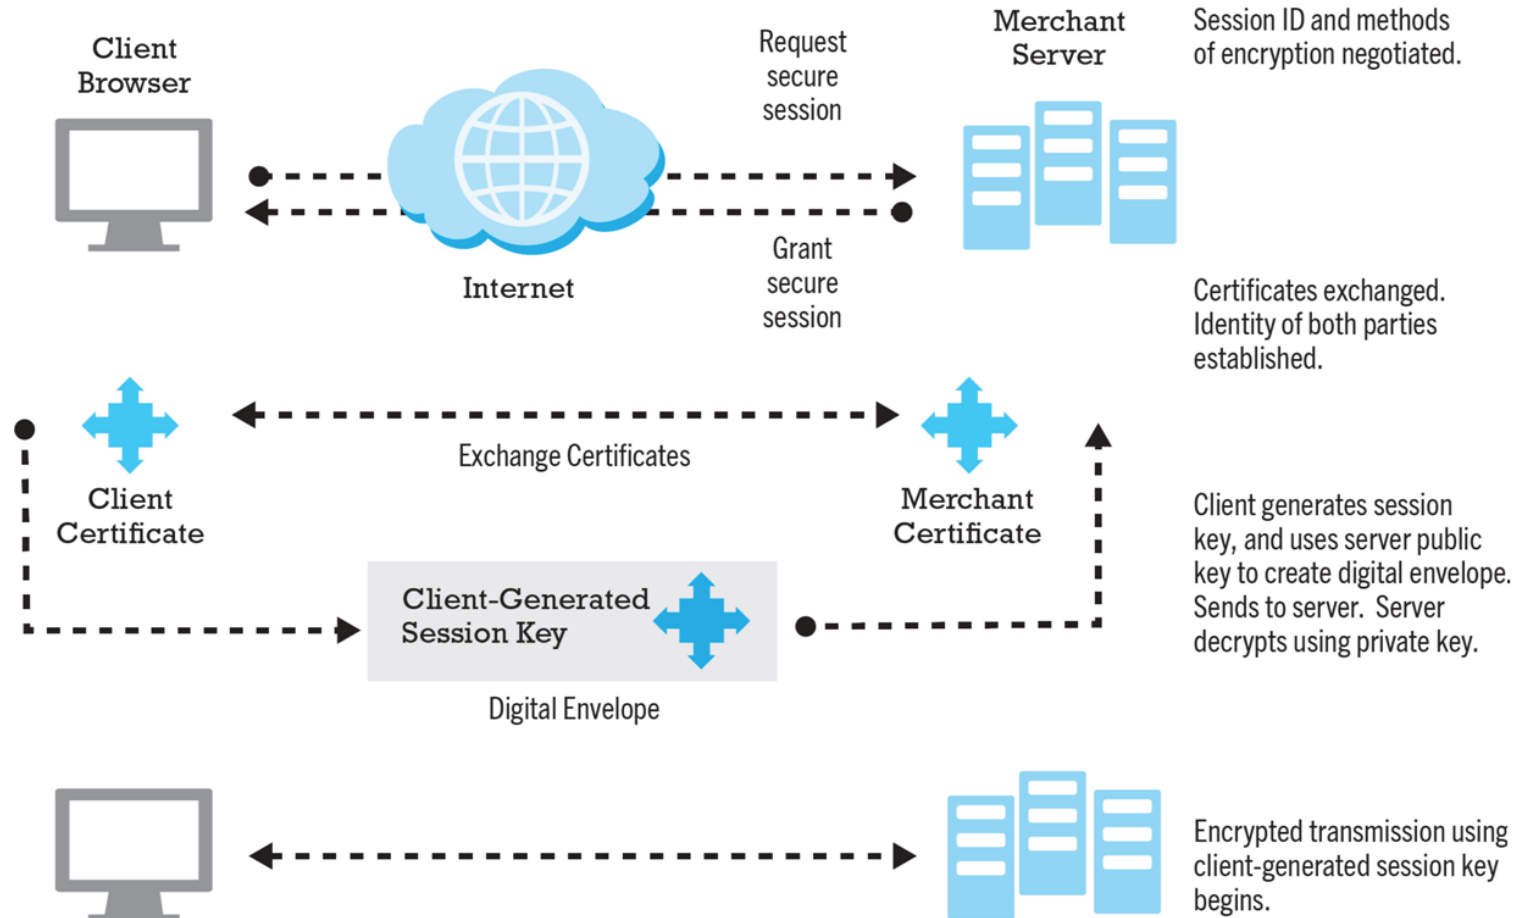 Client
Browser
Request
secure
session
Merchant
Server
Session ID and methods
of encryption negotiated.
Internet
Grant
secure
session
Certificates exchanged.
Identity of both parties
established.
Exchange Certificates
Client
Certificate
Merchant
Certificate
Client generates session
key, and uses server public
key to create digital envelope.
Sends to server.  Server
decrypts using private key.
Client-Generated
Session Key
Digital Envelope
Encrypted transmission using
client-generated session key
begins.